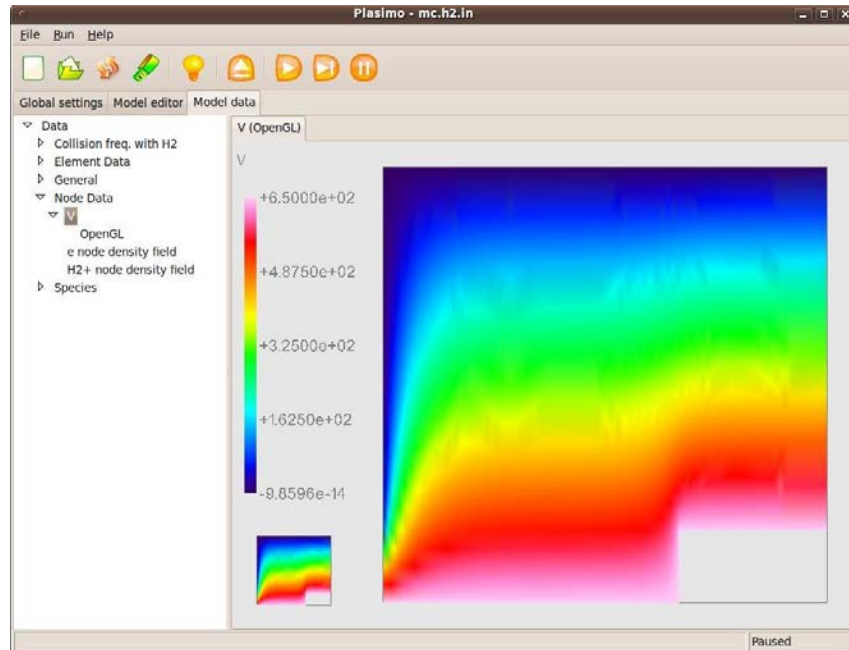 Plasimo - mc.h2.in
File Run Help
Global settings Model editor Model data
Data
Collision freq. with H2
Element Data
General
Node Data
V
OpenGL
e node density field
H2+ node density field
Species
V (OpenGL)
V
+6.5000e+02
+4.8750e+02
+3.2500e+02
+1.6250e+02
-9.8596e-14
Paused